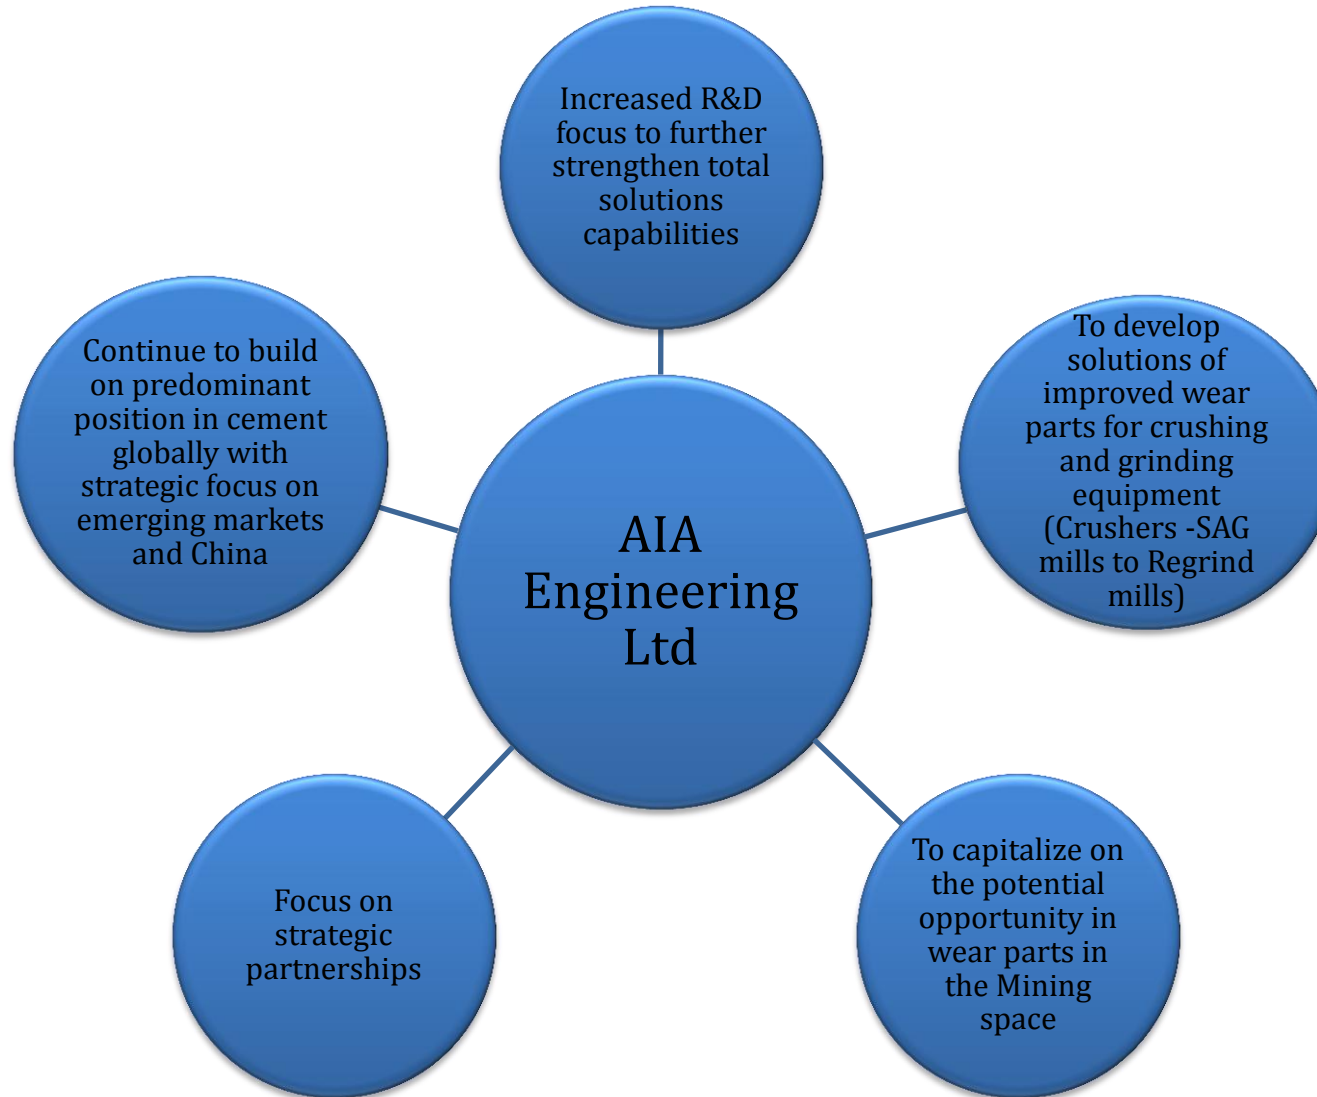 Increased R&D
focus to further
strengthen total
solutions
capabilities
To develop
solutions of
improved wear
parts for crushing
and grinding
equipment
(Crushers -SAG
mills to Regrind
mills)
To capitalize on
the potential
opportunity in
wear parts in
the Mining
space
Focus on
strategic
partnerships
Continue to build
on predominant
position in cement
globally with
strategic focus on
emerging markets
and China
AIA
Engineering
Ltd